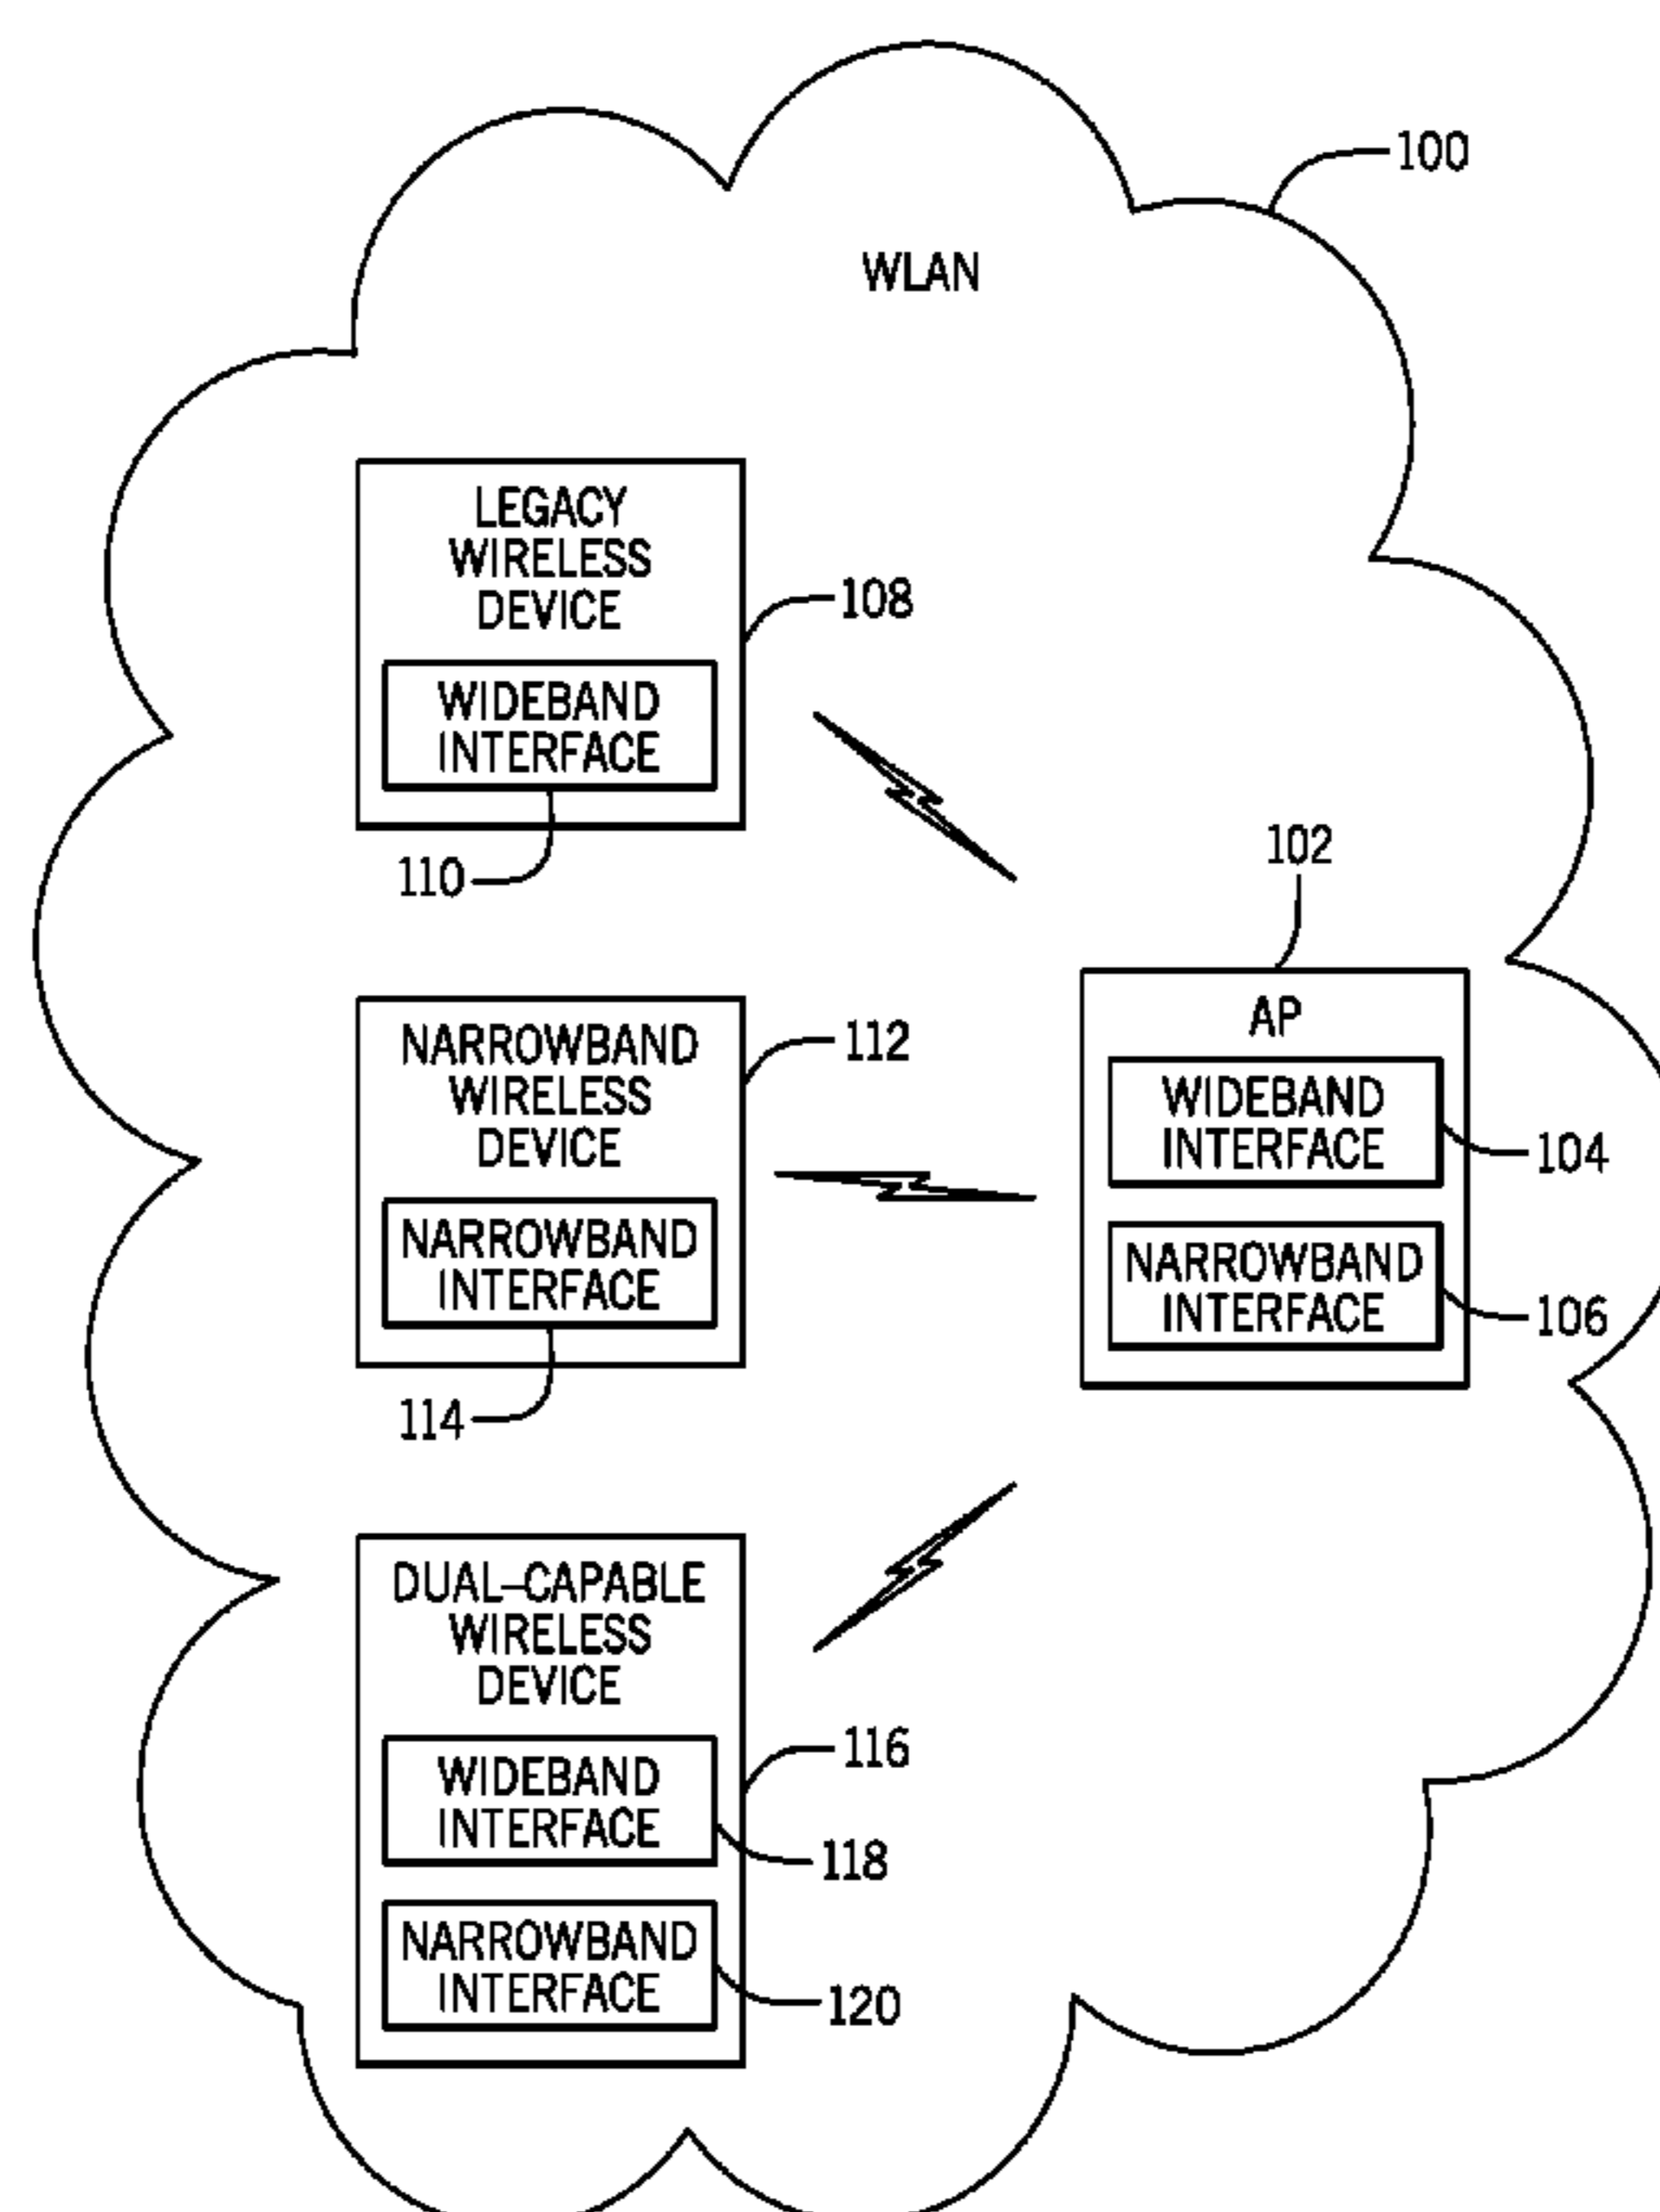 100
WLAN
LEGACY
WIRELESS
DEVICE
108
WIDEBAND
INTERFACE
110
102
AP
WIDEBAND
INTERFACE
104
NARROWBAND
INTERFACE
106
NARROWBAND
WIRELESS
DEVICE
112
NARROWBAND
INTERFACE
114
DUAL-CAPABLE
WIRELESS
DEVICE
116
WIDEBAND
INTERFACE
118
NARROWBAND
INTERFACE
120